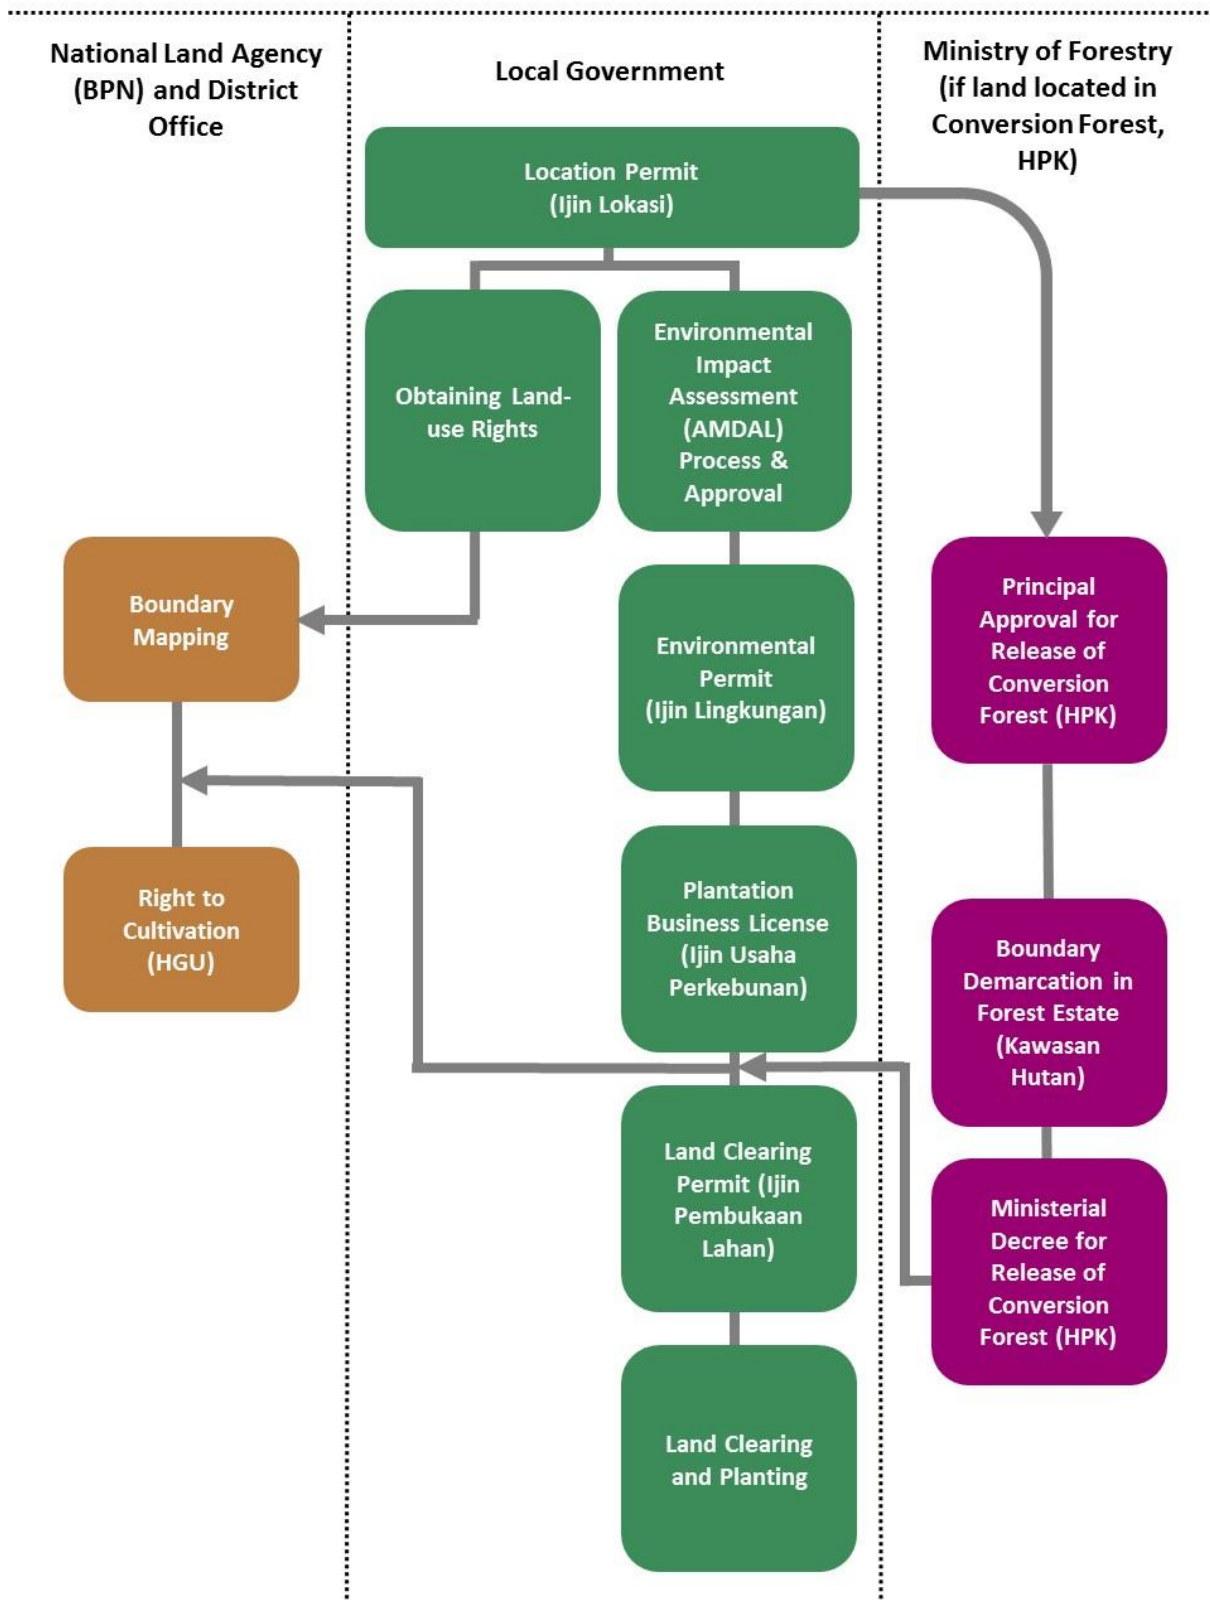 National Land Agency
(BPN) and District
Office
Local Government
Ministry of Forestry
(if land located in
Conversion Forest,
HPK)
Location Permit
(Ijin Lokasi)
Obtaining Land-
use Rights
Environmental
Impact
Assessment
(AMDAL)
Process &
Approval
Boundary
Mapping
Environmental
Permit
(Ijin Lingkungan)
Principal
Approval for
Release of
Conversion
Forest (HPK)
Right to
Cultivation
(HGU)
Plantation
Business License
(Ijin Usaha
Perkebunan)
Boundary
Demarcation in
Forest Estate
(Kawasan
Hutan)
Land Clearing
Permit (Ijin
Pembukaan
Lahan)
Ministerial
Decree for
Release of
Conversion
Forest (HPK)
Land Clearing
and Planting